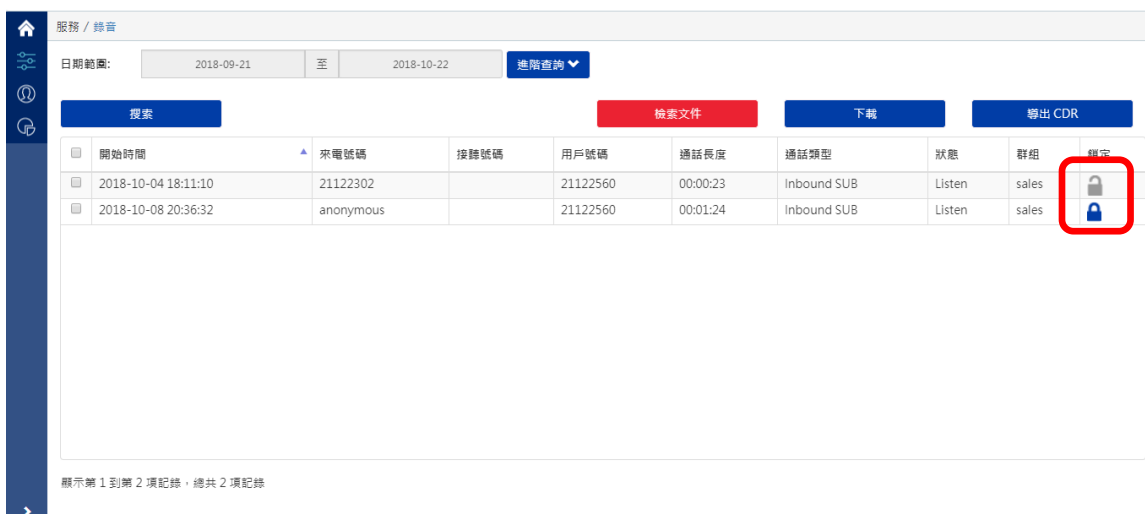 服務 / 錄音
日期範圍: 2018-09-21 至 2018-10-22 進階查詢
搜索 檢索文件 下載 導出 CDR
開始時間 來電號碼 接聽號碼 用戶號碼 通話長度 通話類型 狀態 群組 鎖定
2018-10-04 18:11:10 21122302 21122560 00:00:23 Inbound SUB Listen sales
2018-10-08 20:36:32 anonymous 21122560 00:01:24 Inbound SUB Listen sales
顯示第 1 到第 2 項記錄，總共 2 項記錄